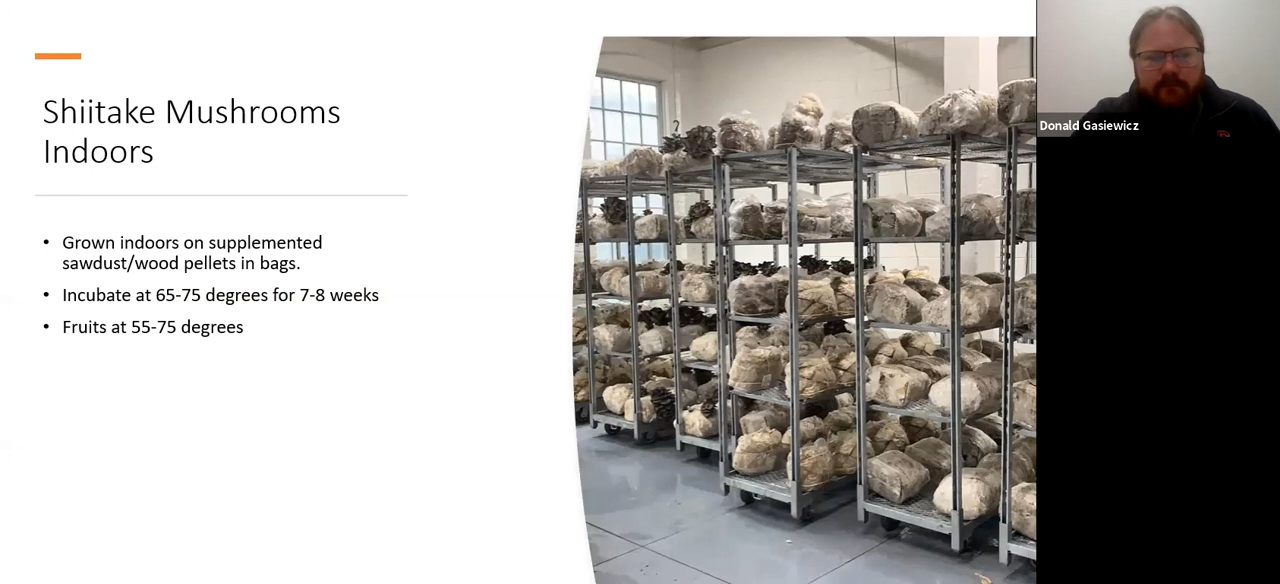 Shiitake Mushrooms
Indoors
• Grown indoors on supplemented
sawdust/wood pellets in bags.
• Incubate at 65-75 degrees for 7-8 weeks
• Fruits at 55-75 degrees
Donald Gasiewicz